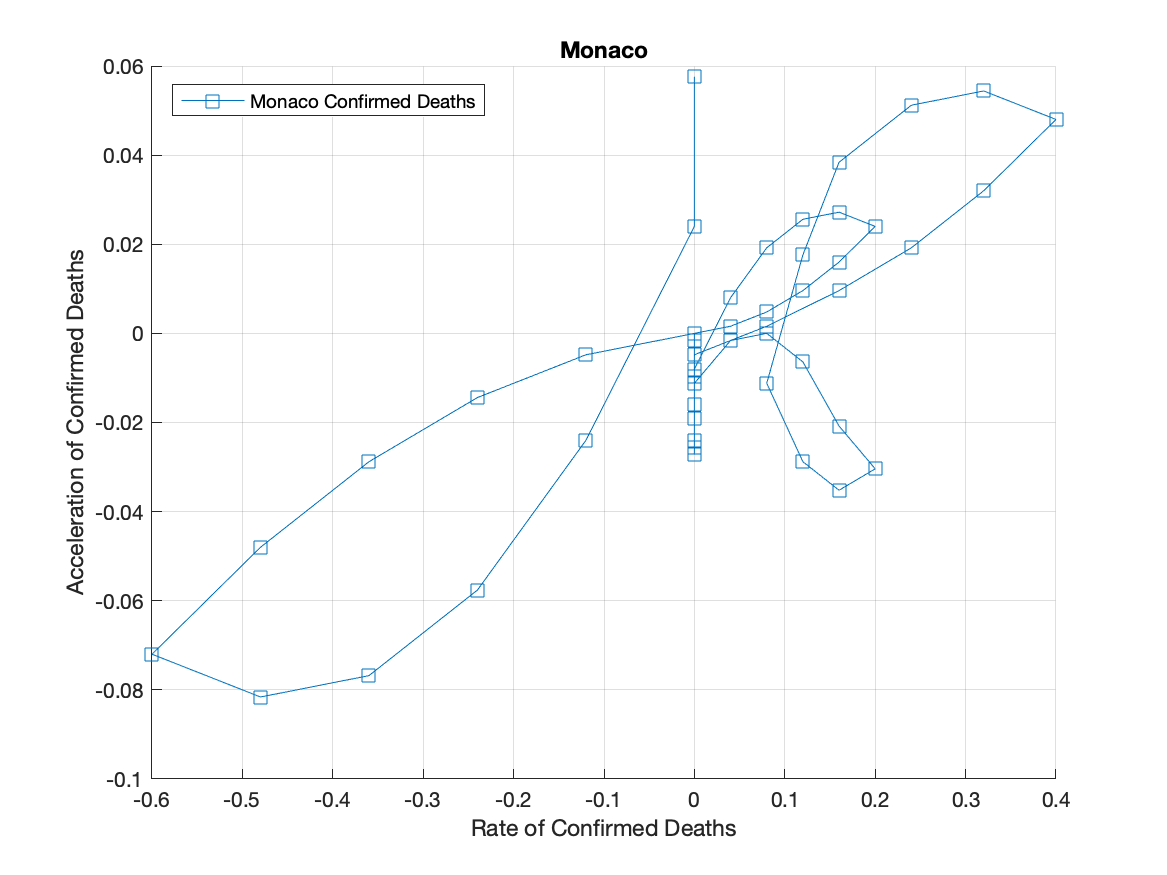 Monaco
0.06
Monaco Confirmed Deaths
0.04
0.02
0
-0.02
-0.04
-0.06
-0.08
-0.1
Acceleration of Confirmed Deaths
-0.6 -0.5 -0.4 -0.3 -0.2 -0.1 0 0.1 0.2 0.3 0.4
Rate of Confirmed Deaths